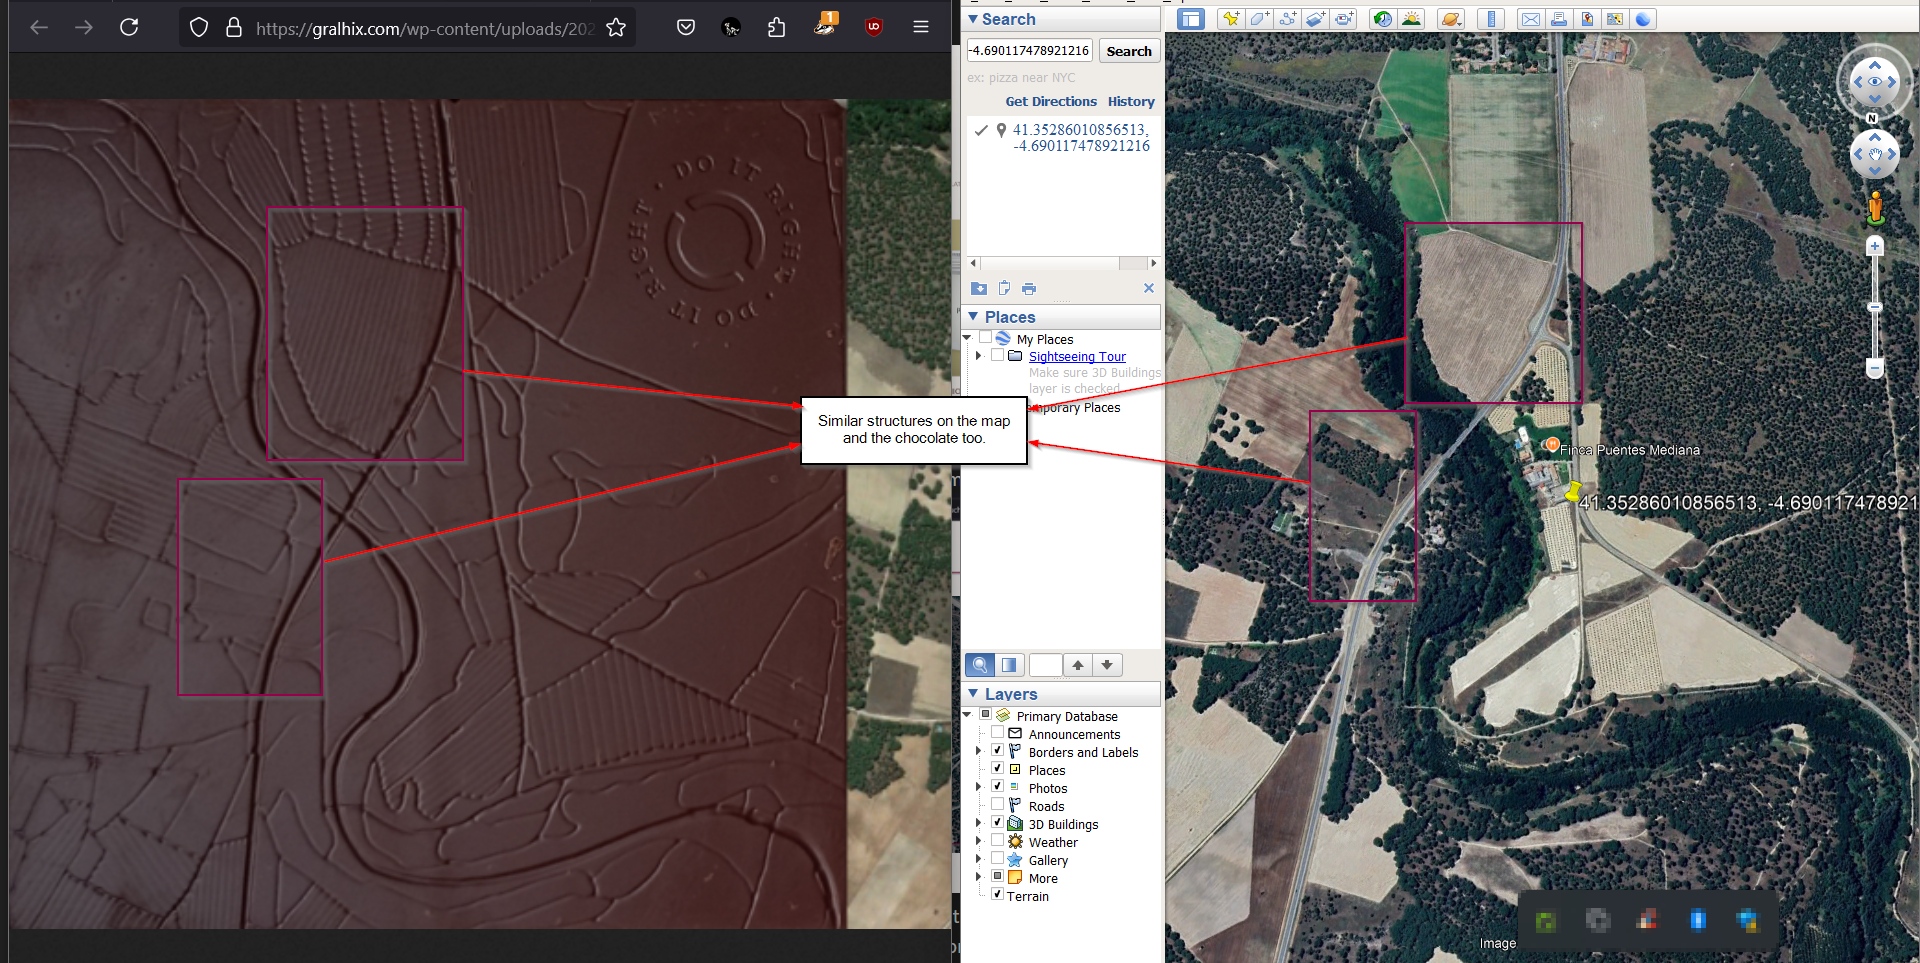 https://gralhix.com/wp-content/uploads/202
1
DO IT RIGHT · DO IT RIGHT ·
Similar structures on the map
and the chocolate too.
Search
-4.690117478921216
Search
ex: pizza near NYC
Get Directions
History
41.35286010856513,
-4.690117478921216
Places
My Places
Sightseeing Tour
Make sure 3D Buildings
layer is checked
mporary Places
Layers
Primary Database
Announcements
Borders and Labels
Places
Photos
Roads
3D Buildings
Weather
Gallery
More
Terrain
N
Finca Puentes Mediana
41.35286010856513, -4.690117478921
Image